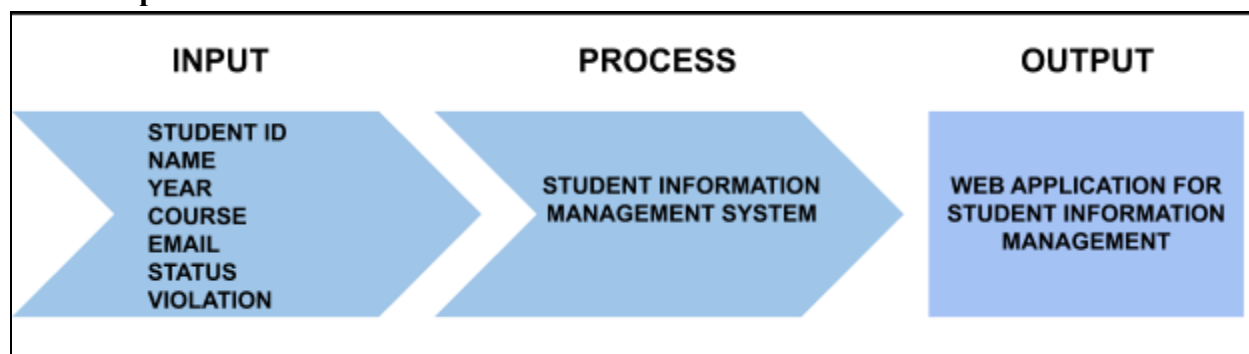 INPUT
STUDENT ID
NAME
YEAR
COURSE
EMAIL
STATUS
VIOLATION
PROCESS
STUDENT INFORMATION
MANAGEMENT SYSTEM
OUTPUT
WEB APPLICATION FOR
STUDENT INFORMATION
MANAGEMENT